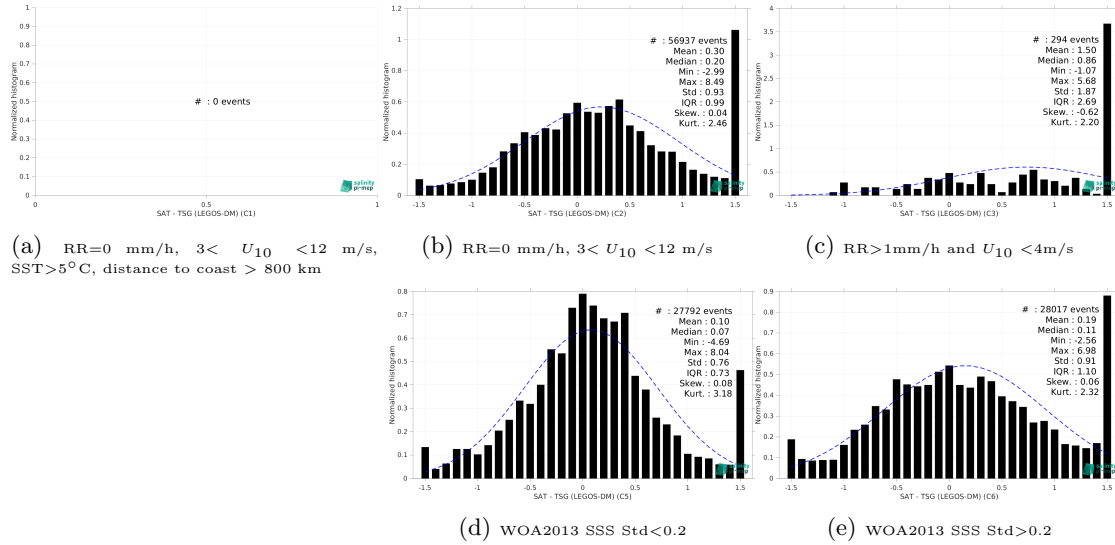 1
0.9
0.8
0.7
0.6
0.5
0.4
0.3
0.2
0.1
0
Normalized histogram
# : 0 events
salinity
pi-mep
0 0.5 1
SAT - TSG (LEGOS-DM) (C1)
(a) RR=0 mm/h, 3< U10 <12 m/s,
SST>5°C, distance to coast > 800 km
1.2
1
0.8
0.6
0.4
0.2
0
Normalized histogram
# : 56937 events
Mean : 0.30
Median : 0.20
Min : -2.99
Max : 8.49
Std : 0.93
IQR : 0.99
Skew. : 0.04
Kurt. : 2.46
-1.5 -1 -0.5 0 0.5 1 1.5
SAT - TSG (LEGOS-DM) (C2)
(b) RR=0 mm/h, 3< U10 <12 m/s
4
3.5
3
2.5
2
1.5
1
0.5
0
Normalized histogram
# : 294 events
Mean : 1.50
Median : 0.86
Min : -1.07
Max : 5.68
Std : 1.87
IQR : 2.69
Skew. : -0.62
Kurt. : 2.20
-1.5 -1 -0.5 0 0.5 1 1.5
SAT - TSG (LEGOS-DM) (C3)
(c) RR>1mm/h and U10 <4m/s
0.8
0.7
0.6
0.5
0.4
0.3
0.2
0.1
0
Normalized histogram
# : 27792 events
Mean : 0.10
Median : 0.07
Min : -4.69
Max : 8.04
Std : 0.76
IQR : 0.73
Skew. : 0.08
Kurt. : 3.18
-1.5 -1 -0.5 0 0.5 1 1.5
SAT - TSG (LEGOS-DM) (C5)
(d) WOA2013 SSS Std<0.2
0.9
0.8
0.7
0.6
0.5
0.4
0.3
0.2
0.1
0
Normalized histogram
# : 28017 events
Mean : 0.19
Median : 0.11
Min : -2.56
Max : 6.98
Std : 0.91
IQR : 1.10
Skew. : 0.06
Kurt. : 2.32
-1.5 -1 -0.5 0 0.5 1 1.5
SAT - TSG (LEGOS-DM) (C6)
(e) WOA2013 SSS Std>0.2